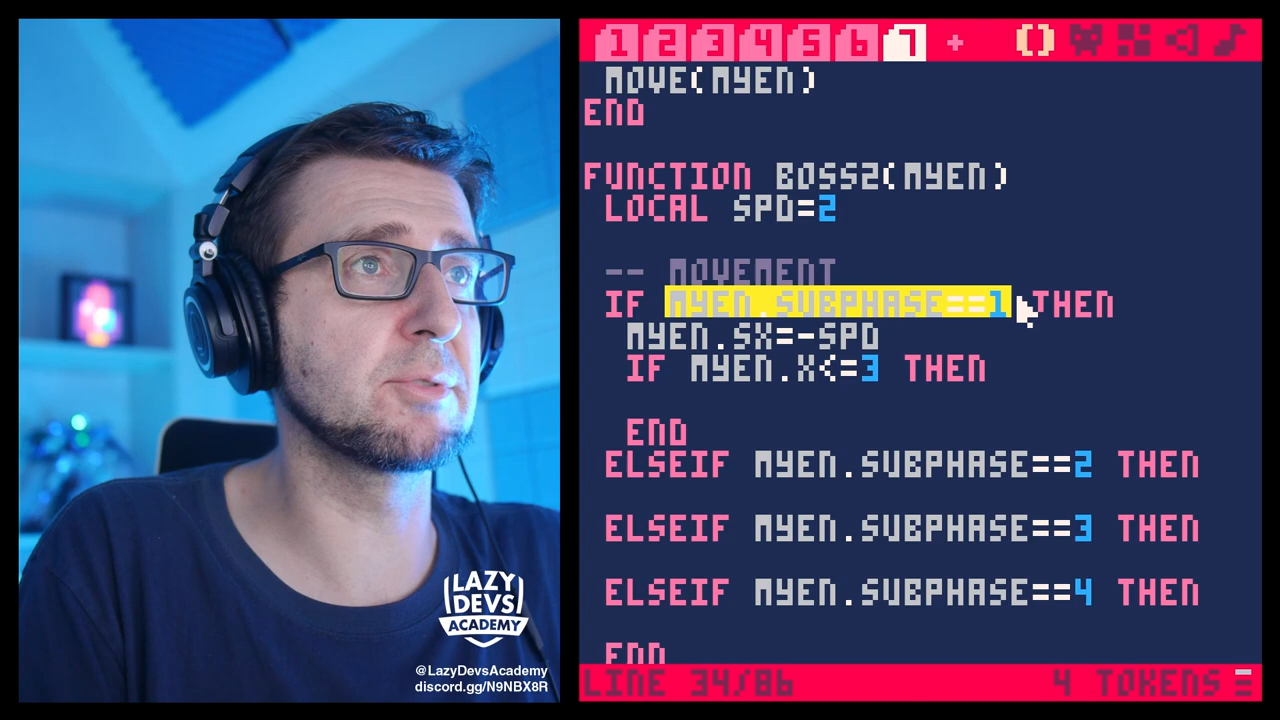 LAZY
DEVS
ACADEMY
@LazyDevsAcademy
discord.gg/N9NBX8R
1 2 3 4 5 6 7 +
MOVE(MYEN)
END
FUNCTION BOSS2(MYEN)
LOCAL SPD=2
-- MOVEMENT
IF MYEN.SUBPHASE==1 THEN
MYEN.SX=-SPD
IF MYEN.X<=3 THEN
END
ELSEIF MYEN.SUBPHASE==2 THEN
ELSEIF MYEN.SUBPHASE==3 THEN
ELSEIF MYEN.SUBPHASE==4 THEN
END
LINE 34/86
4 TOKENS